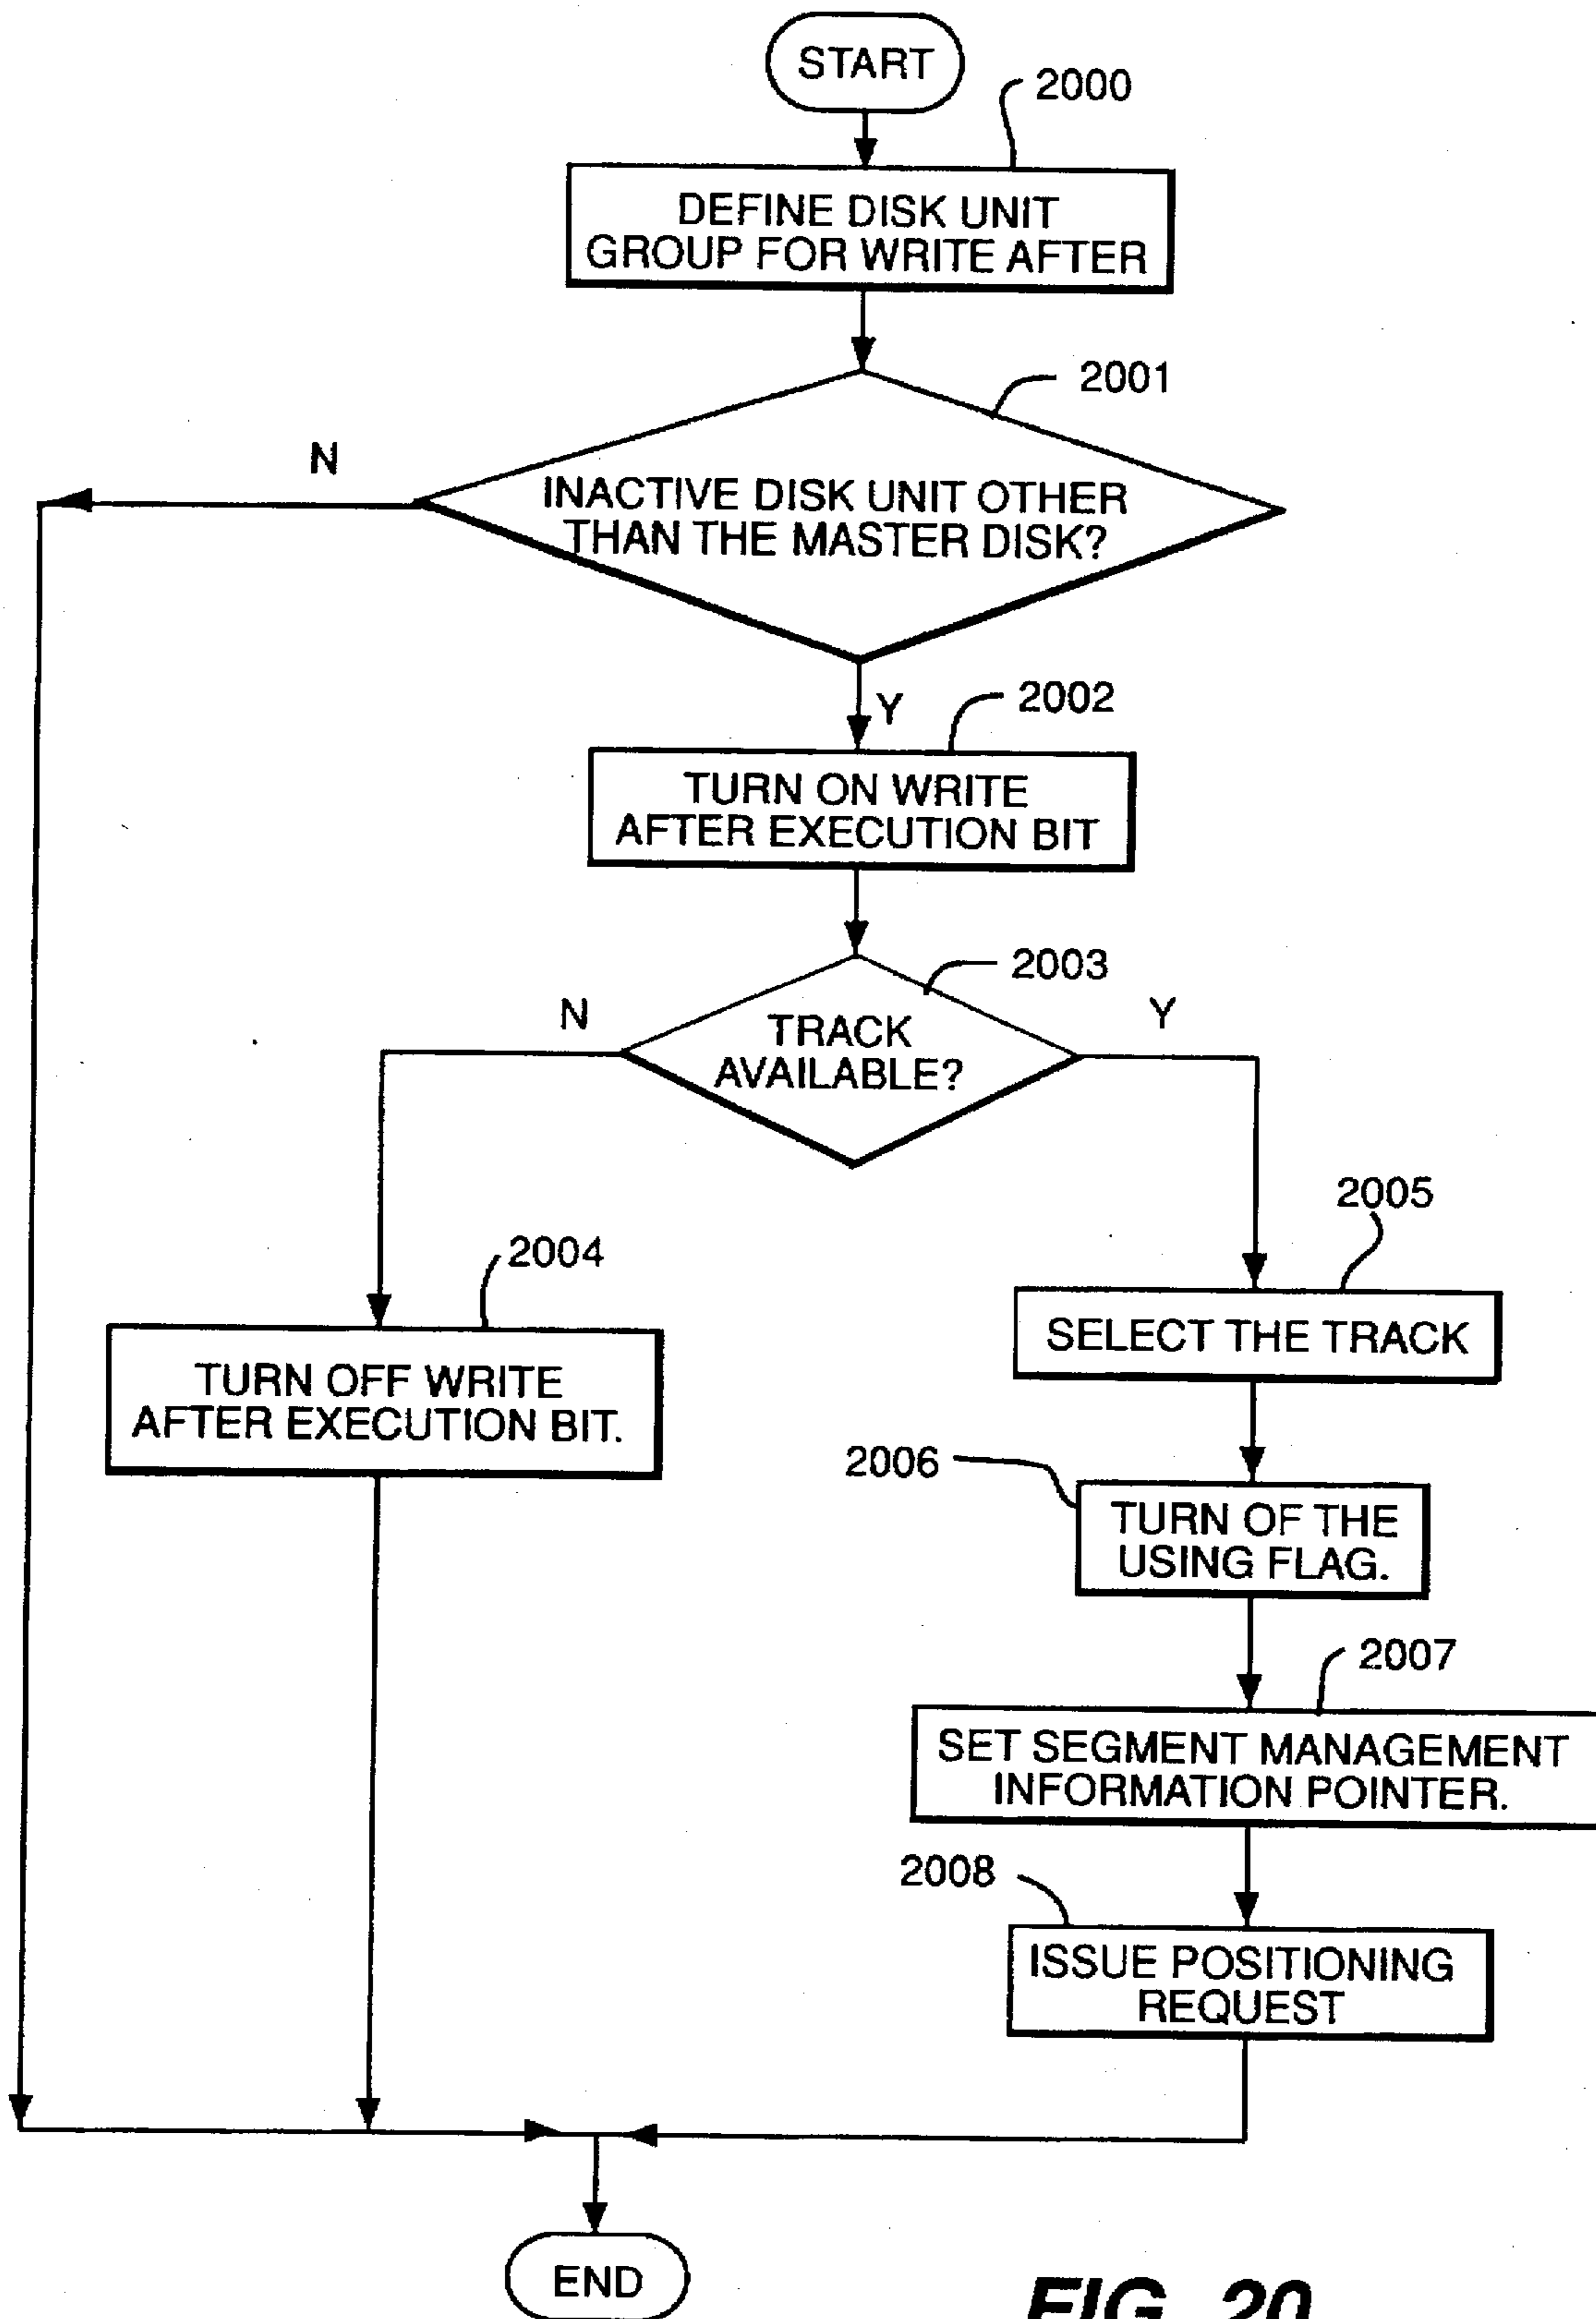 START
2000
DEFINE DISK UNIT
GROUP FOR WRITE AFTER
2001
N
INACTIVE DISK UNIT OTHER
THAN THE MASTER DISK?
Y
2002
TURN ON WRITE
AFTER EXECUTION BIT
2003
N
Y
TRACK
AVAILABLE?
2004
TURN OFF WRITE
AFTER EXECUTION BIT.
2005
SELECT THE TRACK
2006
TURN OF THE
USING FLAG.
2007
SET SEGMENT MANAGEMENT
INFORMATION POINTER.
2008
ISSUE POSITIONING
REQUEST
END
FIG. 20